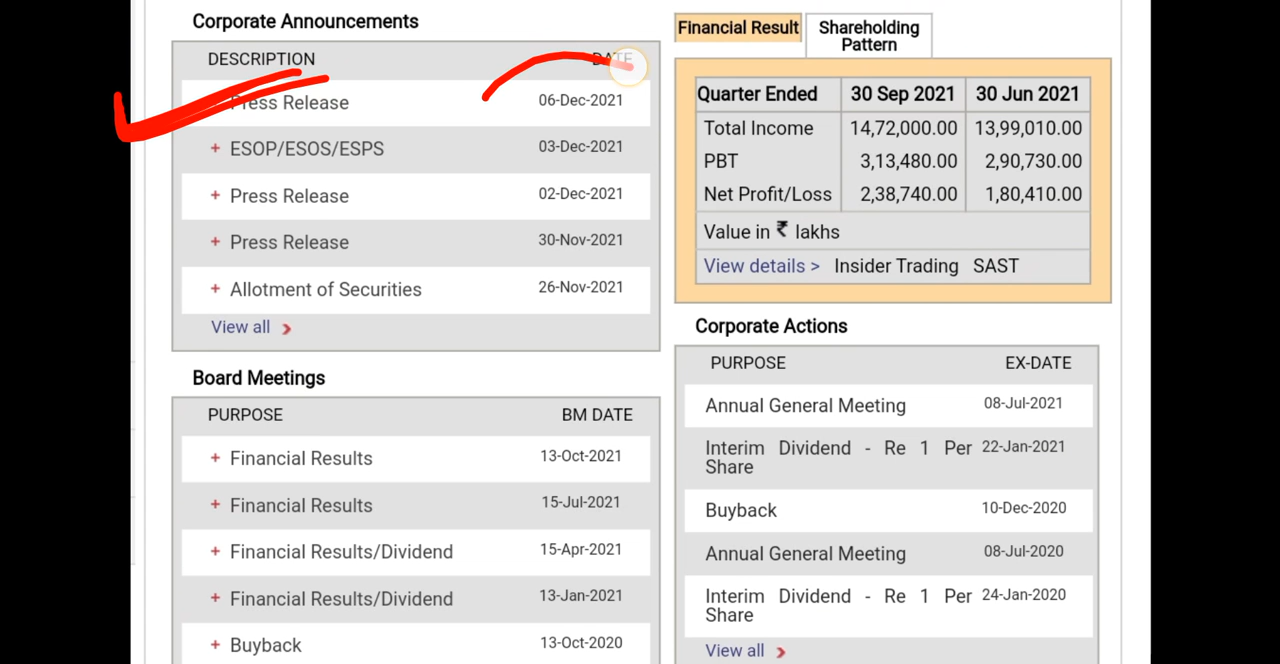 Corporate Announcements
DESCRIPTION DATE
Press Release 06-Dec-2021
+ ESOP/ESOS/ESPS 03-Dec-2021
+ Press Release 02-Dec-2021
+ Press Release 30-Nov-2021
+ Allotment of Securities 26-Nov-2021
View all
Board Meetings
PURPOSE BM DATE
+ Financial Results 13-Oct-2021
+ Financial Results 15-Jul-2021
+ Financial Results/Dividend 15-Apr-2021
+ Financial Results/Dividend 13-Jan-2021
+ Buyback 13-Oct-2020
Financial Result
Shareholding
Pattern
Quarter Ended 30 Sep 2021 30 Jun 2021
Total Income 14,72,000.00 13,99,010.00
PBT 3,13,480.00 2,90,730.00
Net Profit/Loss 2,38,740.00 1,80,410.00
Value in ₹ lakhs
View details > Insider Trading SAST
Corporate Actions
PURPOSE EX-DATE
Annual General Meeting 08-Jul-2021
Interim Dividend - Re 1 Per 22-Jan-2021
Share
Buyback 10-Dec-2020
Annual General Meeting 08-Jul-2020
Interim Dividend - Re 1 Per 24-Jan-2020
Share
View all